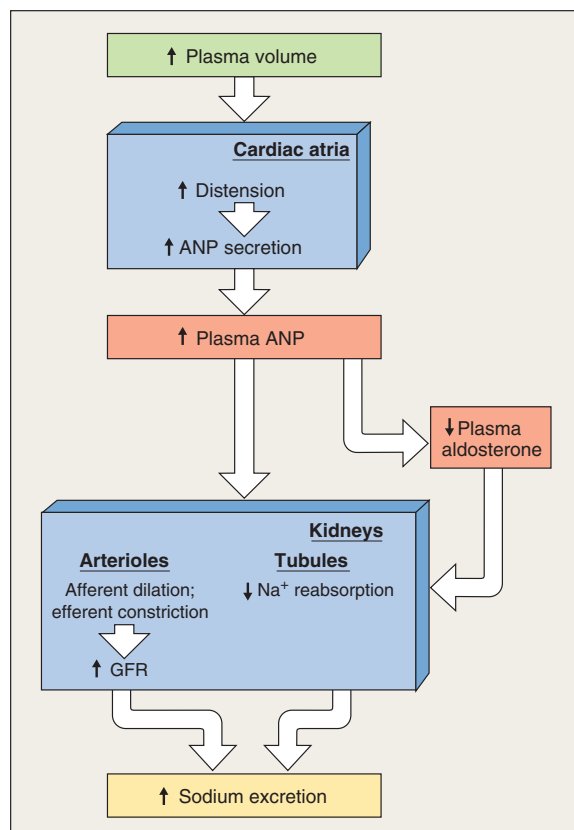 ↑ Plasma volume
Cardiac atria
↑ Distension
↑ ANP secretion
↑ Plasma ANP
↓ Plasma
aldosterone
Kidneys
Arterioles
Afferent dilation;
efferent constriction
↑ GFR
Tubules
↓ Na⁺ reabsorption
↑ Sodium excretion